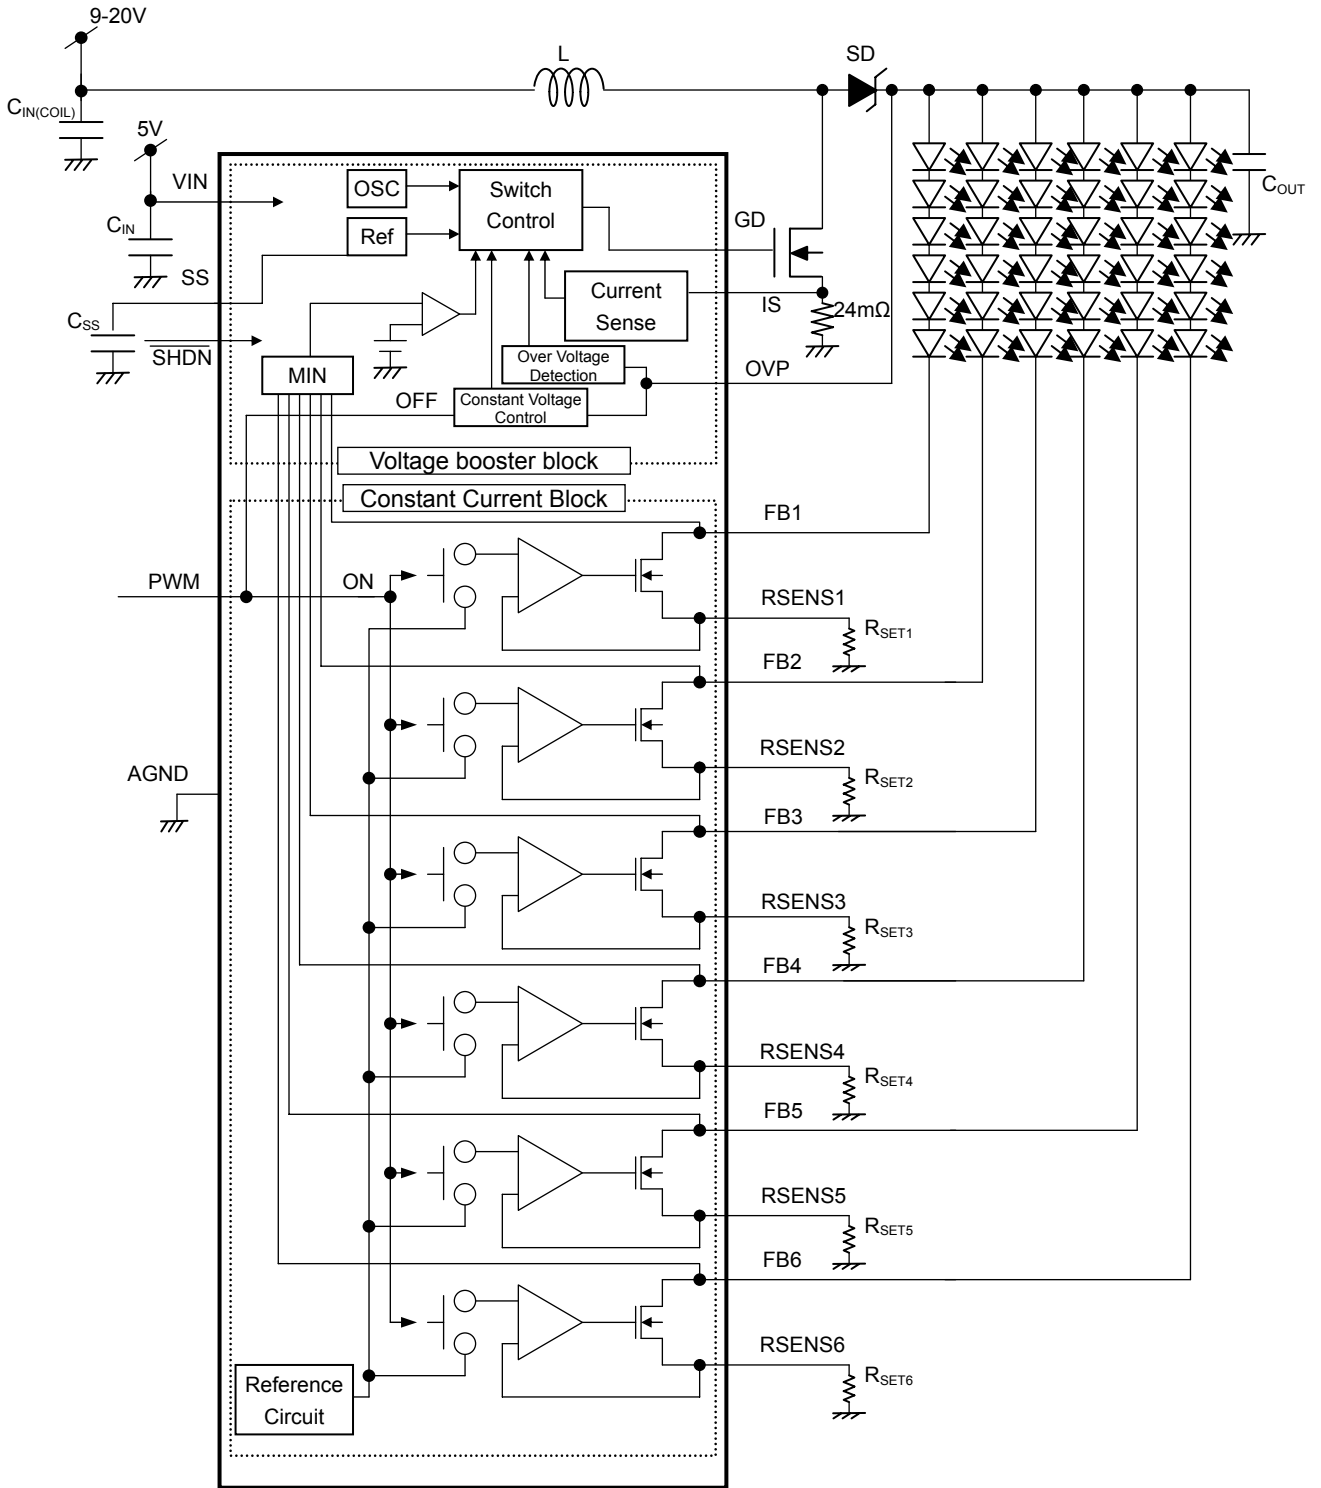 9-20V
L
SD
CIN(COIL)
5V
VIN
OSC
Switch
Control
COUT
CIN
Ref
GD
SS
Current
Sense
IS
24mΩ
CSS
SHDN
MIN
Over Voltage
Detection
OVP
OFF
Constant Voltage
Control
Voltage booster block
Constant Current Block
FB1
PWM
ON
RSENS1
RSET1
FB2
RSENS2
RSET2
AGND
FB3
RSENS3
RSET3
FB4
RSENS4
RSET4
FB5
RSENS5
RSET5
FB6
RSENS6
RSET6
Reference
Circuit